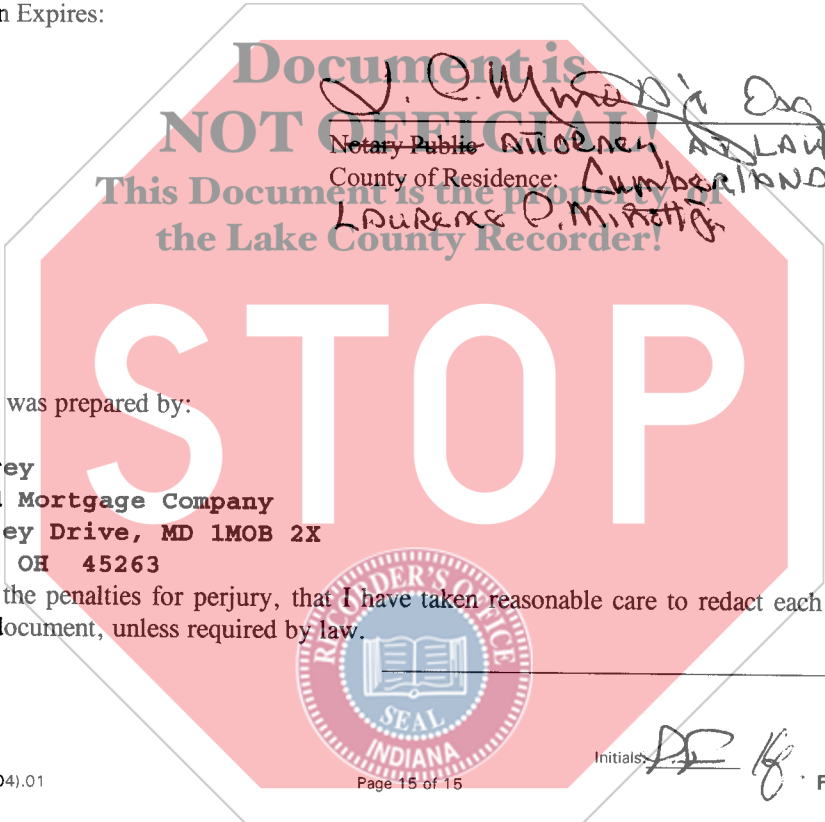 n Expires:
Document is
NOT OFFICIAL!
Notary Public Attorney AT LAW
This Document is the property of
County of Residence: CumbeRlAND
the Lake County Recorder!
STOP
was prepared by:
ey
Mortgage Company
ey Drive, MD 1MOB 2X
OH 45263
the penalties for perjury, that I have taken reasonable care to redact each
document, unless required by law.
RECORDER'S OFFICE
SEAL
INDIANA
Initials:
04).01
Page 15 of 15
F